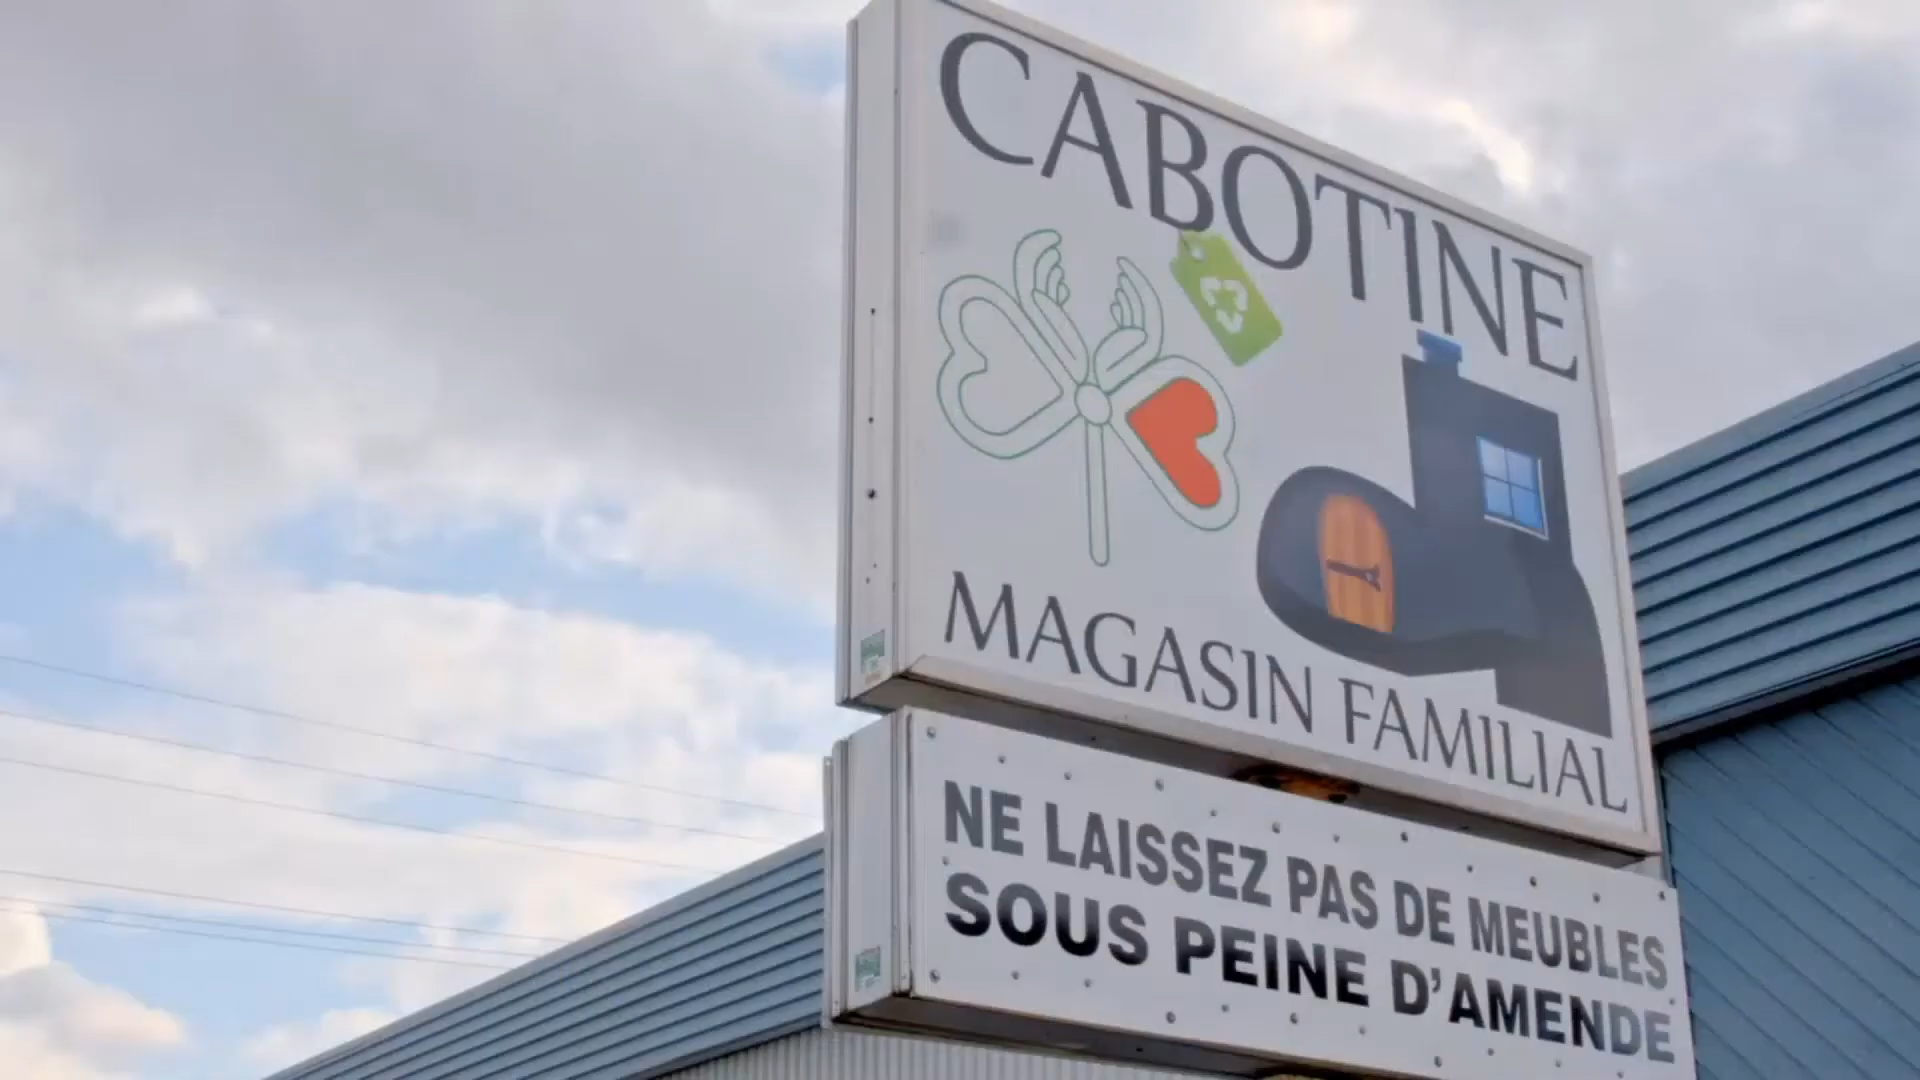 CABOTINE
MAGASIN FAMILIAL
NE LAISSEZ PAS DE MEUBLES
SOUS PEINE D'AMENDE